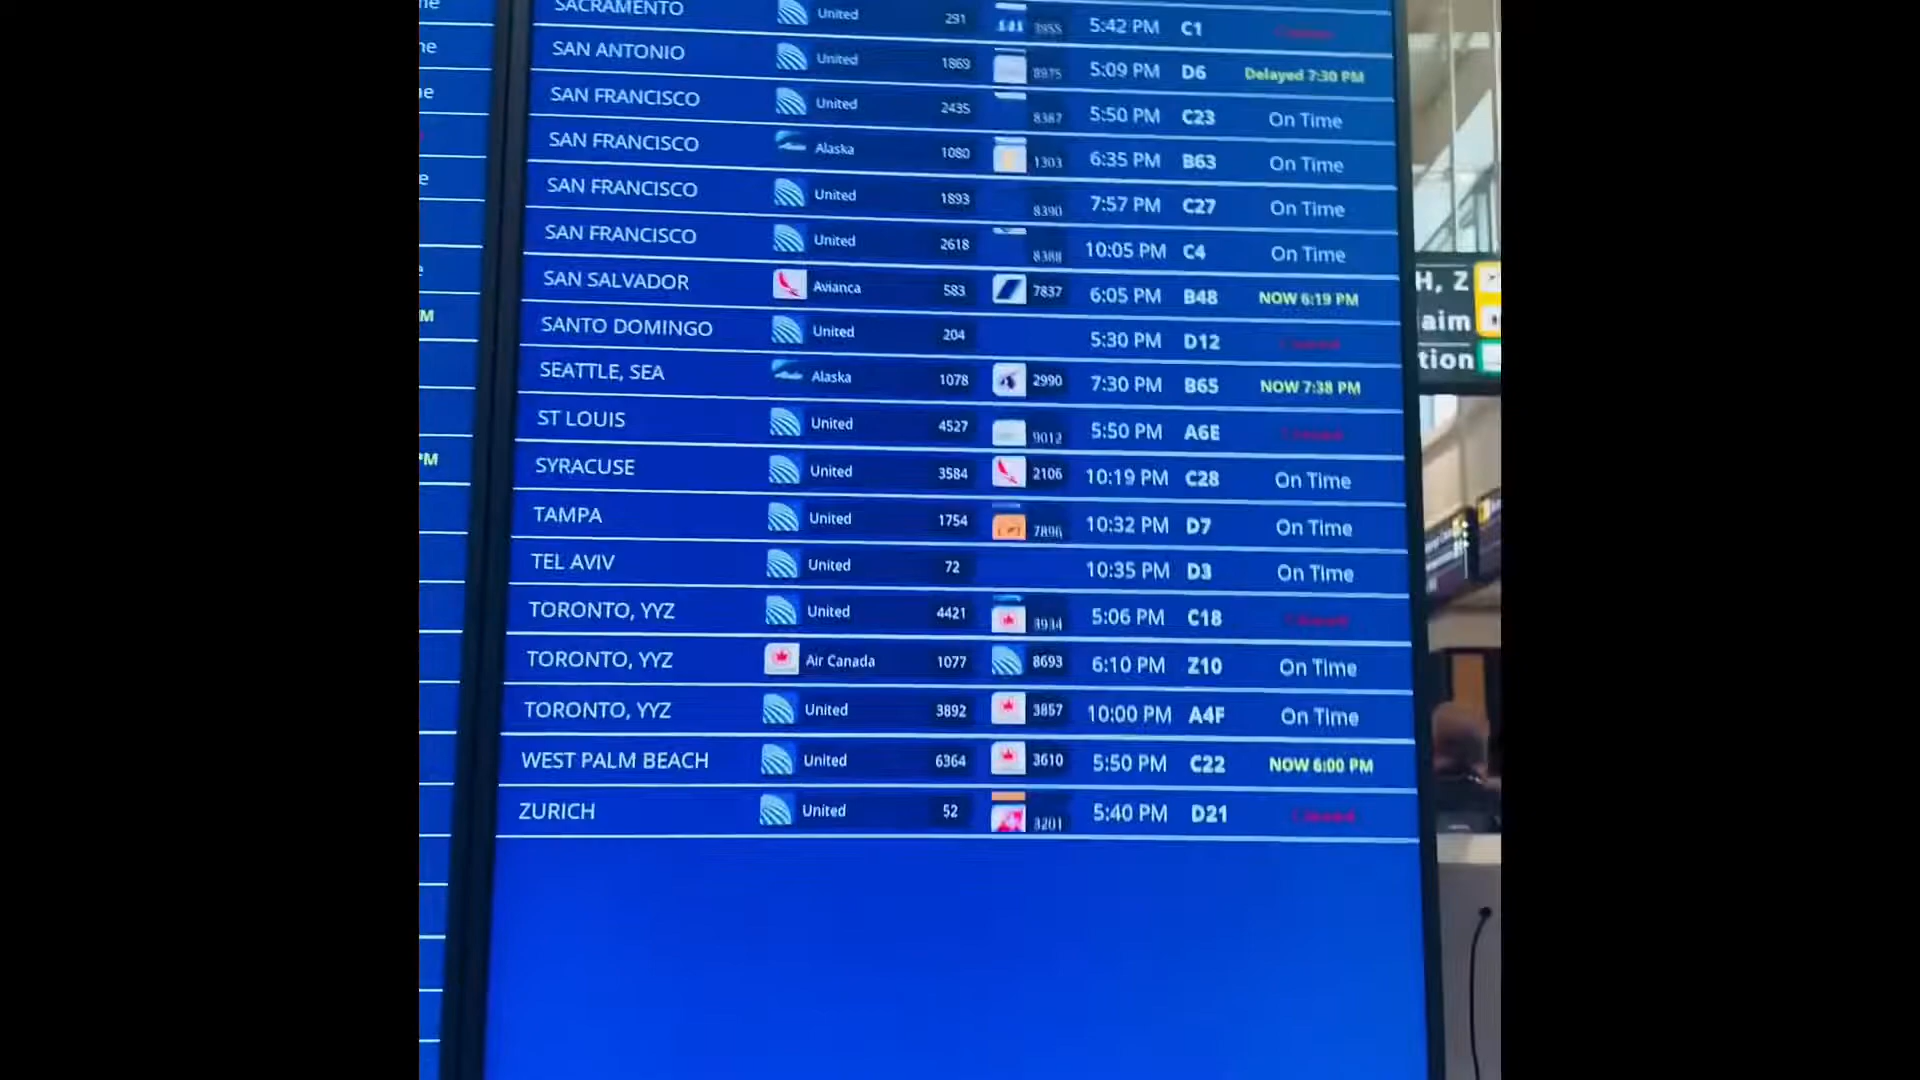 ne
ne
ne
e
e
M
PM
SACRAMENTO United 291 3955 5:42 PM C1
SAN ANTONIO United 1869 8975 5:09 PM D6 Delayed 7:30 PM
SAN FRANCISCO United 2435 8387 5:50 PM C23 On Time
SAN FRANCISCO Alaska 1080 1303 6:35 PM B63 On Time
SAN FRANCISCO United 1893 8390 7:57 PM C27 On Time
SAN FRANCISCO United 2618 8388 10:05 PM C4 On Time
SAN SALVADOR Avianca 583 7837 6:05 PM B48 NOW 6:19 PM
SANTO DOMINGO United 204 5:30 PM D12
SEATTLE, SEA Alaska 1078 2990 7:30 PM B65 NOW 7:38 PM
ST LOUIS United 4527 9012 5:50 PM A6E
SYRACUSE United 3584 2106 10:19 PM C28 On Time
TAMPA United 1754 7896 10:32 PM D7 On Time
TEL AVIV United 72 10:35 PM D3 On Time
TORONTO, YYZ United 4421 3934 5:06 PM C18
TORONTO, YYZ Air Canada 1077 8693 6:10 PM Z10 On Time
TORONTO, YYZ United 3892 3857 10:00 PM A4F On Time
WEST PALM BEACH United 6364 3610 5:50 PM C22 NOW 6:00 PM
ZURICH United 52 3201 5:40 PM D21
H, Z
aim
tion